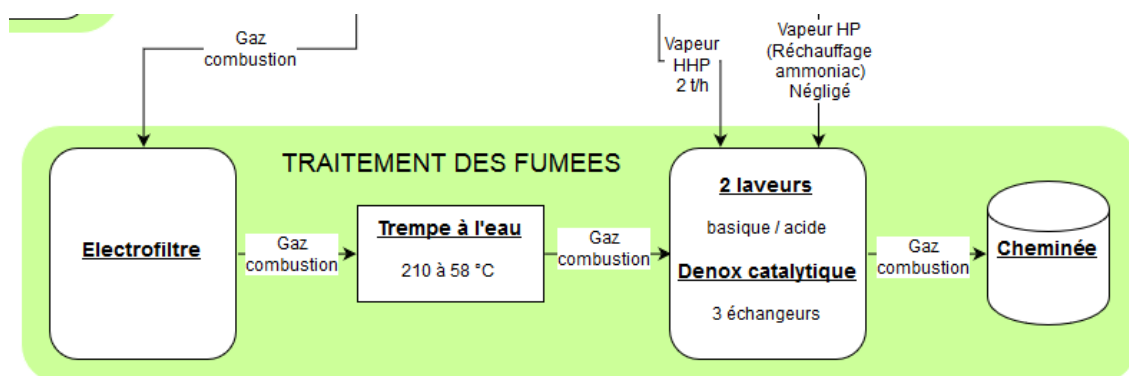 Gaz
combustion
Vapeur
HHP
2 t/h
Vapeur HP
(Réchauffage
ammoniac)
Négligé
TRAITEMENT DES FUMEES
Electrofiltre
Gaz
combustion
Trempe à l'eau
210 à 58 °C
Gaz
combustion
2 laveurs
basique / acide
Denox catalytique
3 échangeurs
Gaz
combustion
Cheminée